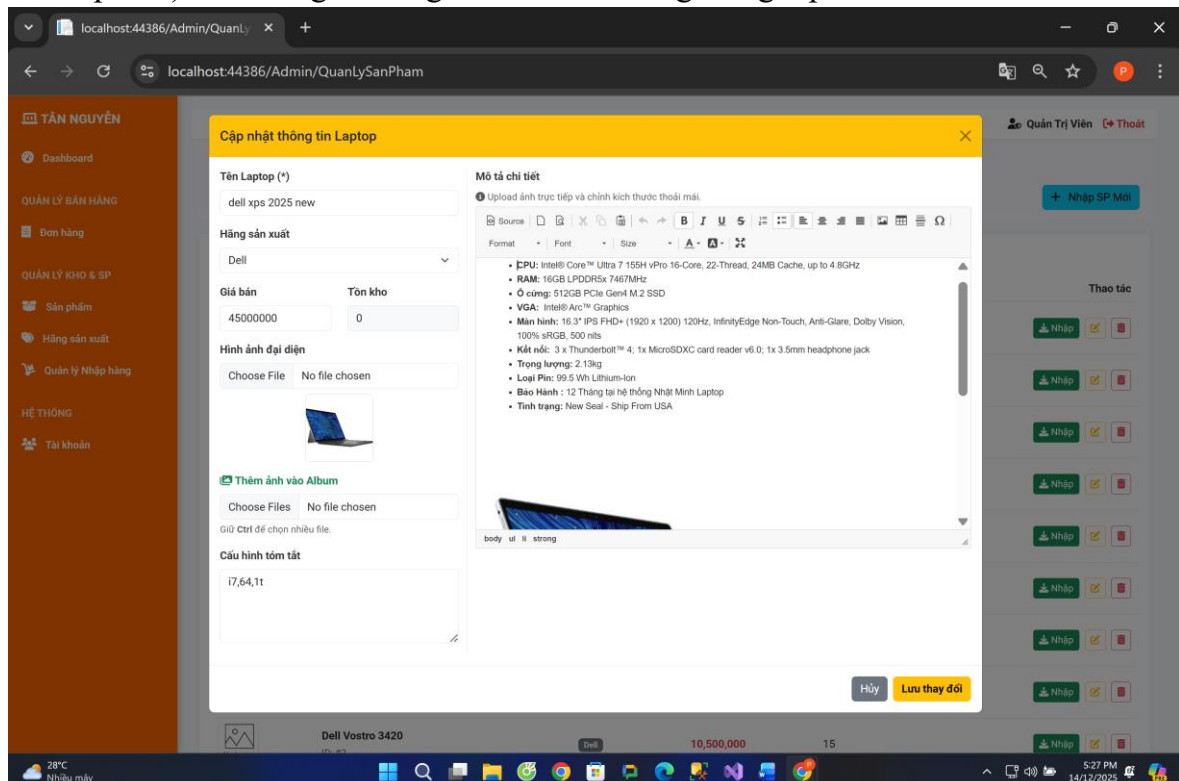 localhost:44386/Admin/QuanLy
localhost:44386/Admin/QuanLySanPham
P
TÂN NGUYÊN
Quản Trị Viên Thoát
Dashboard
QUẢN LÝ BÁN HÀNG
Đơn hàng
QUẢN LÝ KHO & SP
Sản phẩm
Hãng sản xuất
Quản lý Nhập hàng
HỆ THỐNG
Tài khoản
+ Nhập SP Mới
Thao tác
Cập nhật thông tin Laptop
Tên Laptop (*)
dell xps 2025 new
Hãng sản xuất
Dell
Giá bán Tồn kho
45000000 0
Hình ảnh đại diện
Choose File No file chosen
Thêm ảnh vào Album
Choose Files No file chosen
Giữ Ctrl để chọn nhiều file.
Cấu hình tóm tắt
i7,64,1t
Mô tả chi tiết
Upload ảnh trực tiếp và chỉnh kích thước thoải mái.
Source B I U S Ω
Format Font Size A A
CPU: Intel® Core™ Ultra 7 155H vPro 16-Core, 22-Thread, 24MB Cache, up to 4.8GHz
RAM: 16GB LPDDR5x 7467MHz
Ổ cứng: 512GB PCIe Gen4 M.2 SSD
VGA: Intel® Arc™ Graphics
Màn hình: 16.3" IPS FHD+ (1920 x 1200) 120Hz, InfinityEdge Non-Touch, Anti-Glare, Dolby Vision,
100% sRGB, 500 nits
Kết nối: 3 x Thunderbolt™ 4; 1x MicroSDXC card reader v6.0; 1x 3.5mm headphone jack
Trọng lượng: 2.13kg
Loại Pin: 99.5 Wh Lithium-Ion
Bảo Hành : 12 Tháng tại hệ thống Nhật Minh Laptop
Tình trạng: New Seal - Ship From USA
body ul li strong
Hủy Lưu thay đổi
Nhập
Nhập
Nhập
Nhập
Nhập
Nhập
Nhập
Nhập
Dell Vostro 3420
Dell 10,500,000 15 Nhập
28°C
Nhiều mây
5:27 PM
14/12/2025